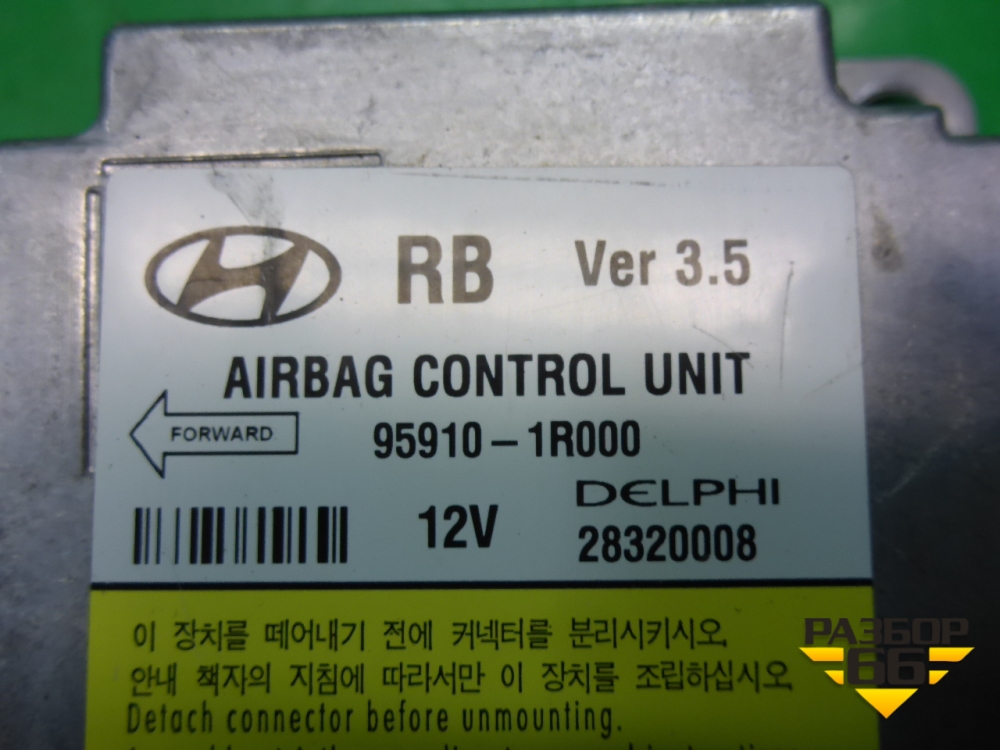 RB Ver 3.5
AIRBAG CONTROL UNIT
FORWARD 95910-1R000
DELPHI
12V 28320008
이 장치를 떼어내기 전에 커넥터를 분리시키시오.
안내 책자의 지침에 따라서만 이 장치를 조립하십시오.
Detach connector before unmounting.
РАЗБОР
66